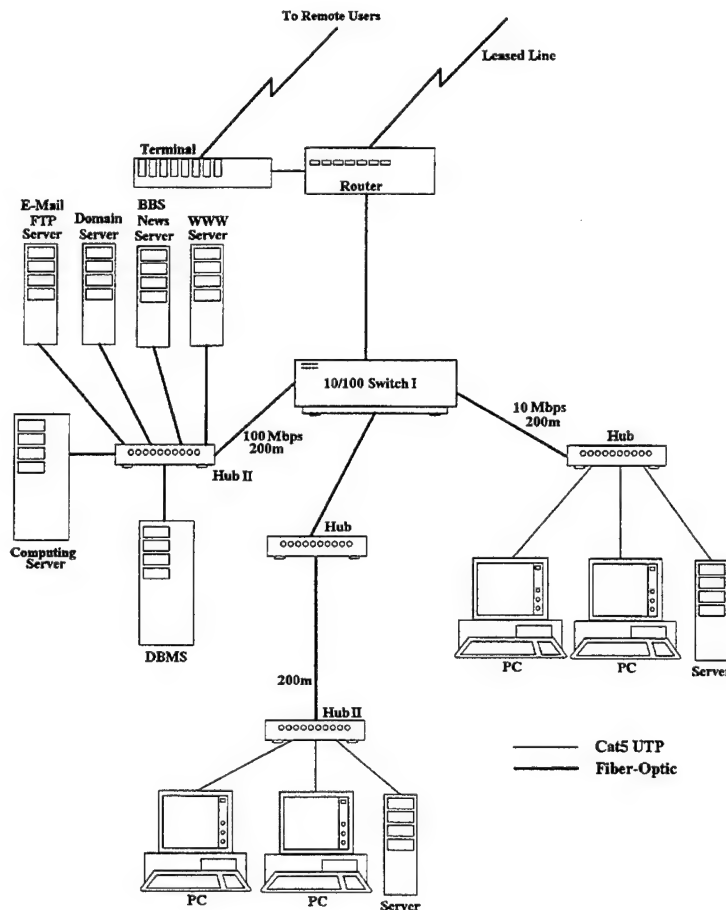 To Remote Users
Leased Line
Terminal
Router
E-Mail
FTP
Server
Domain
Server
BBS
News
Server
WWW
Server
10/100 Switch I
100 Mbps
200m
10 Mbps
200m
Hub
Hub II
Computing
Server
DBMS
Hub
PC
PC
Server
200m
Hub II
Cat5 UTP
Fiber-Optic
PC
PC
Server